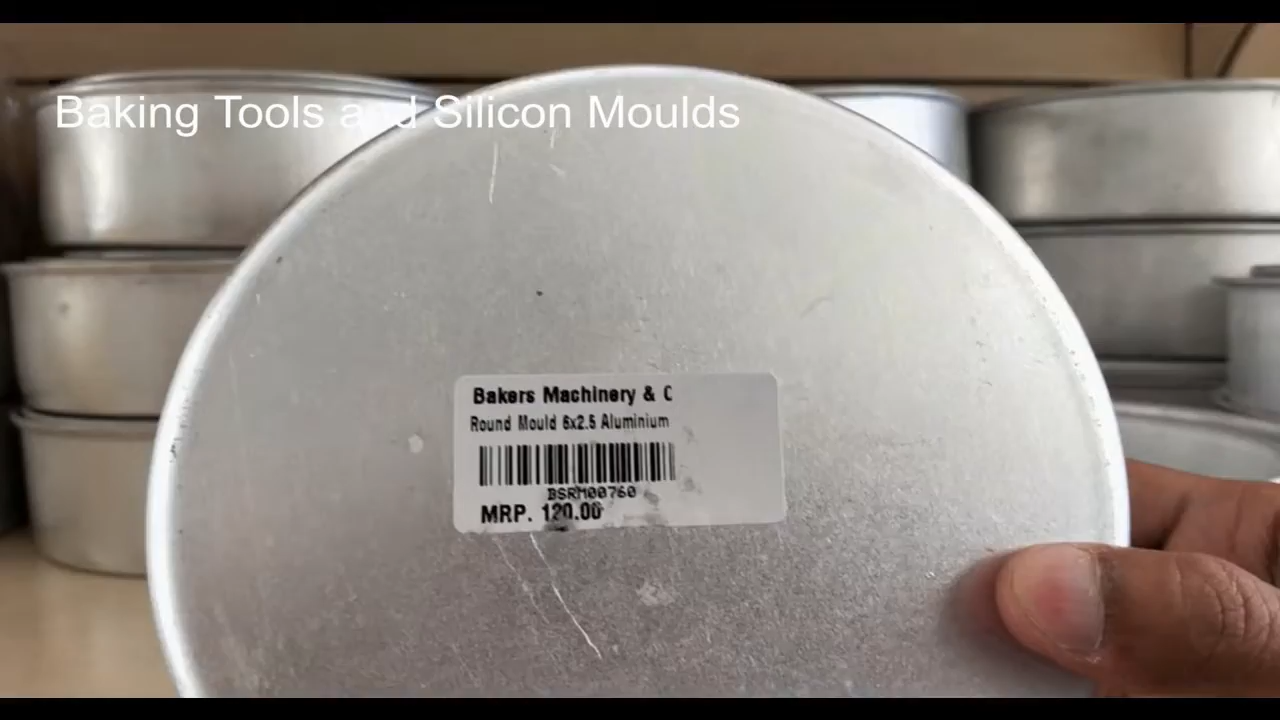 Baking Tools and Silicon Moulds
Bakers Machinery & C
Round Mould 6x2.5 Aluminium
BSRM00760
MRP. 120.00